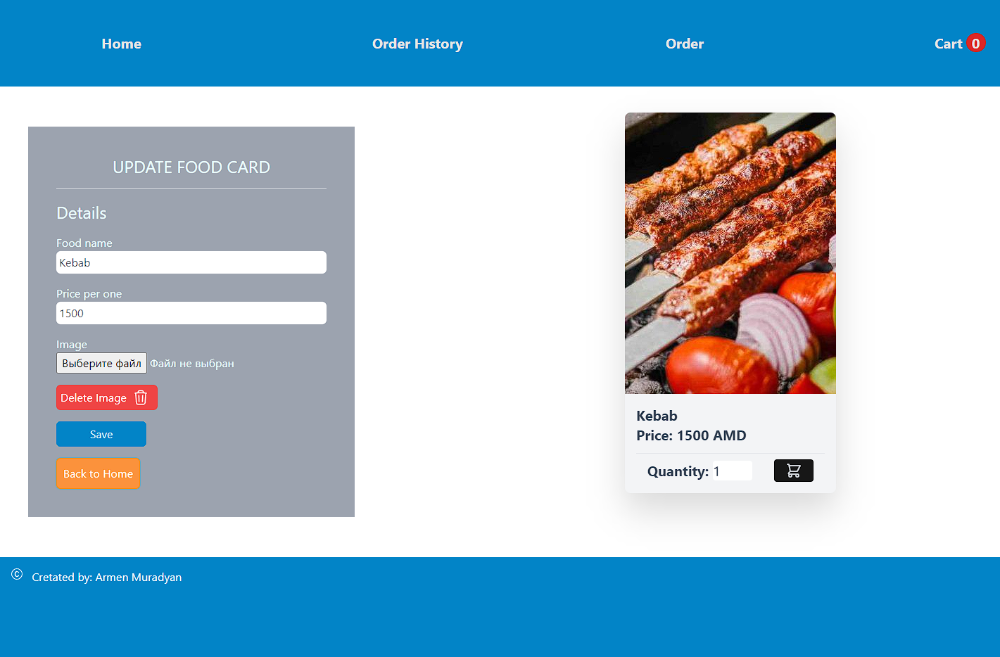 Home Order History Order Cart 0
UPDATE FOOD CARD
Details
Food name
Kebab
Price per one
1500
Image
Выберите файл Файл не выбран
Delete Image
Save
Back to Home
Kebab
Price: 1500 AMD
Quantity: 1
© Cretated by: Armen Muradyan